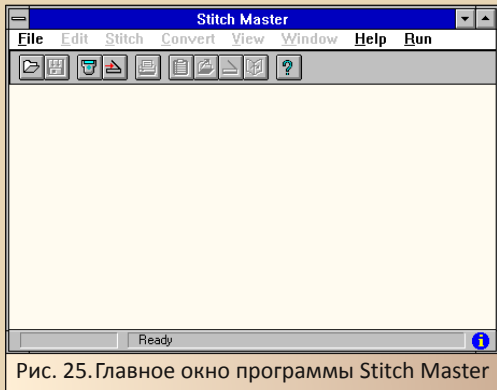 Stitch Master
File Edit Stitch Convert View Window Help Run
?
Ready
i
Рис. 25.Главное окно программы Stitch Master